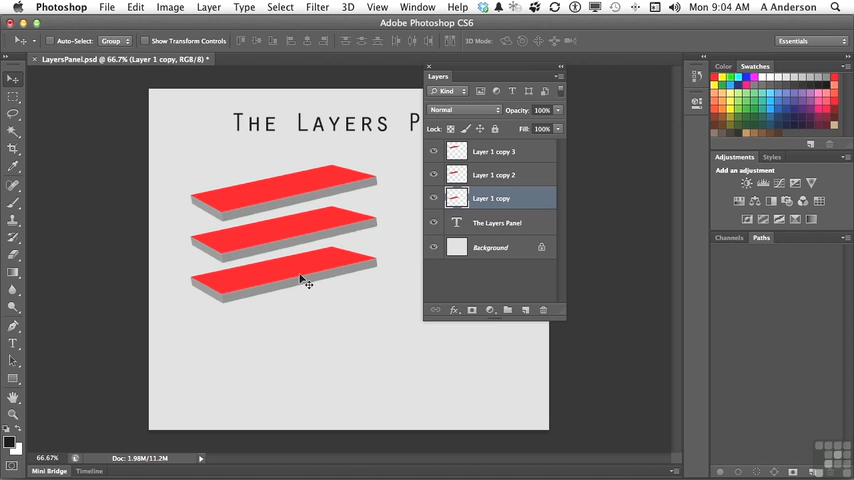 Photoshop File Edit Image Layer Type Select Filter 3D View Window Help Mon 9:04 AM A Anderson
Adobe Photoshop CS6
Auto-Select: Group Show Transform Controls 3D Mode: Essentials
LayersPanel.psd @ 66.7% (Layer 1 copy, RGB/8) *
The Layers P
Layers
Kind
Normal Opacity: 100%
Lock: Fill: 100%
Layer 1 copy 3
Layer 1 copy 2
Layer 1 copy
T The Layers Panel
Background
Color Swatches
Adjustments Styles
Add an adjustment
Channels Paths
66.67% Doc: 1.98M/11.2M
Mini Bridge Timeline